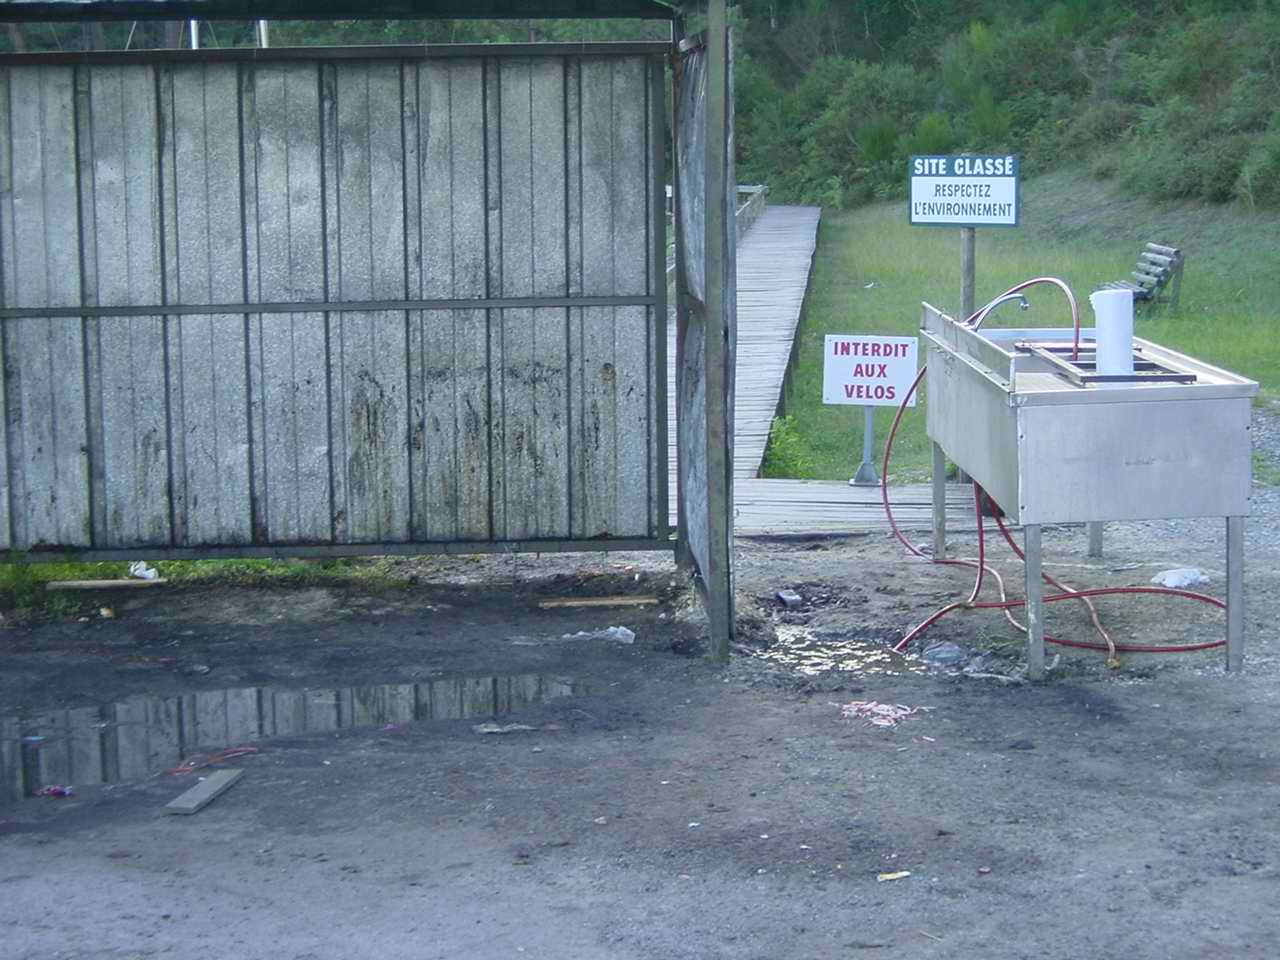 SITE CLASSÉ
RESPECTEZ
L'ENVIRONNEMENT
INTERDIT
AUX
VELOS